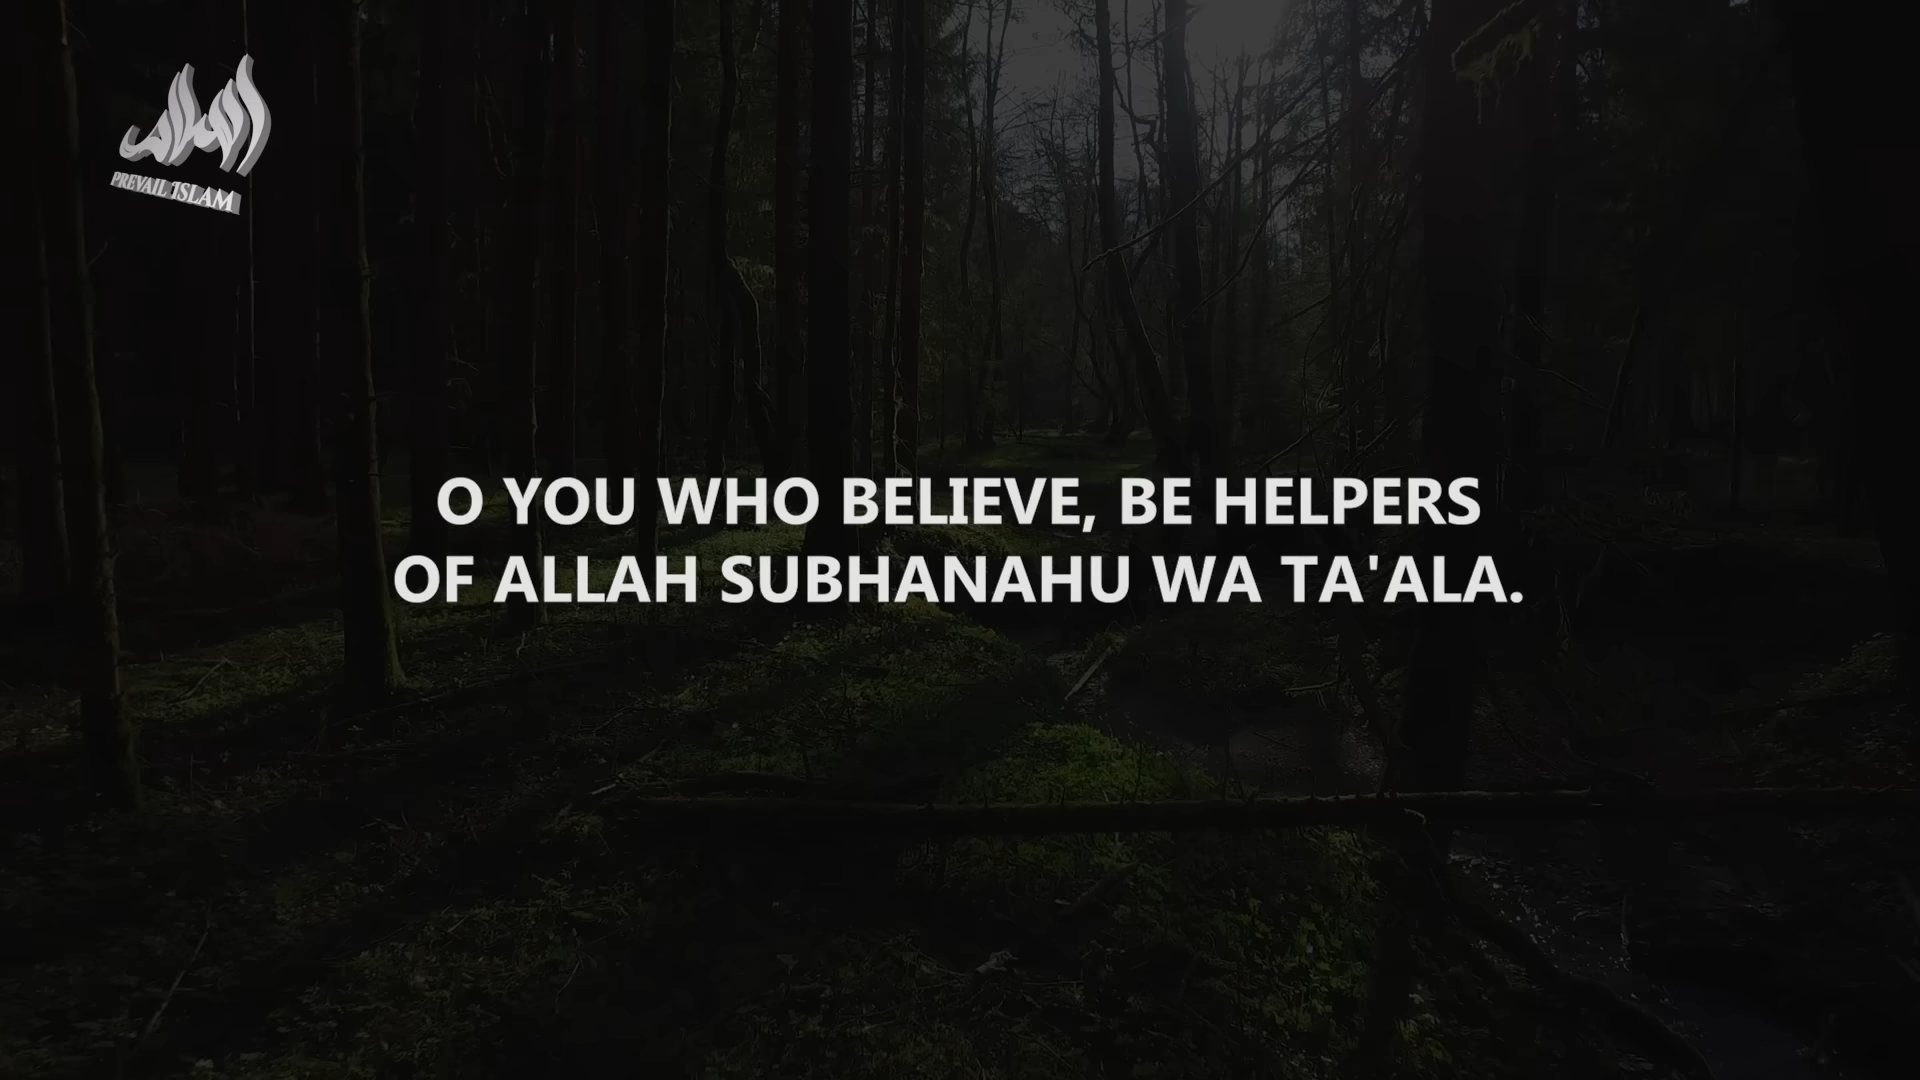 PREVAIL ISLAM
O YOU WHO BELIEVE, BE HELPERS
OF ALLAH SUBHANAHU WA TA'ALA.